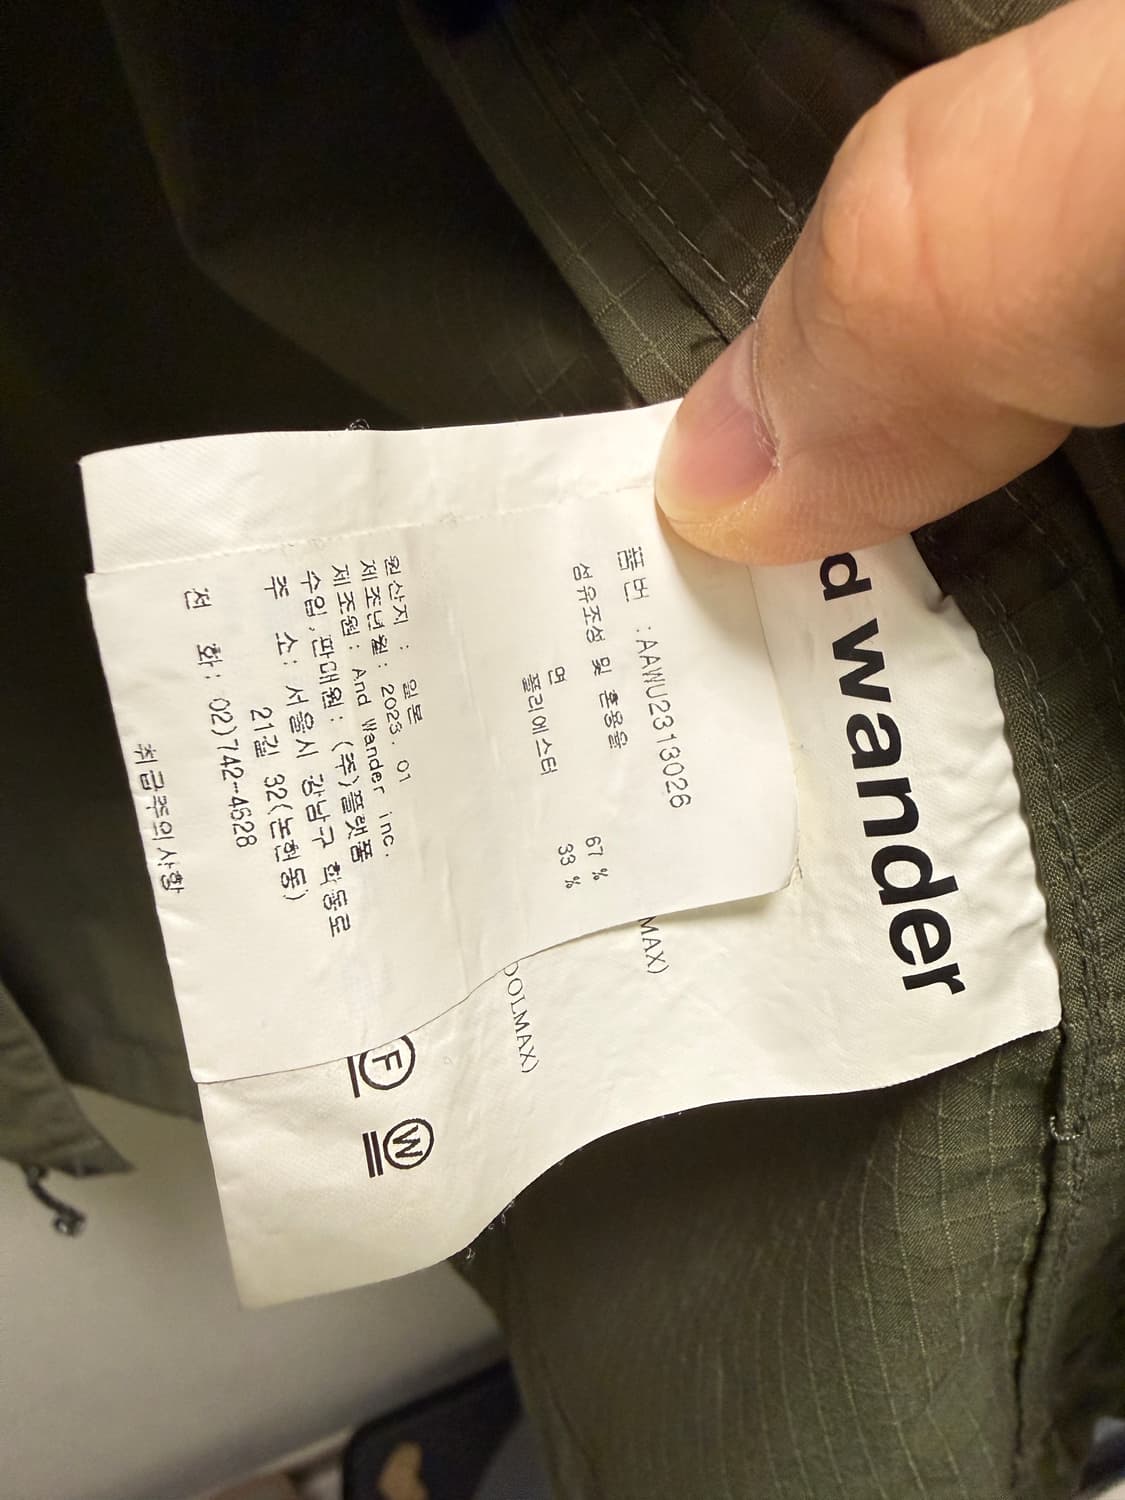 d wander
품번 :AAWU2313026
섬유조성 및 혼용율
면 67 %
폴리에스터 33 %
원산지 : 일본
제조년월: 2023. 01
제조원: And Wander inc.
수입.판매원: (주)플랫폼
주 소: 서울시 강남구 학동로
21길 32(논현동)
전 화: 02)742-4628
취급주의사항
MAX)
OOLMAX)
F
W